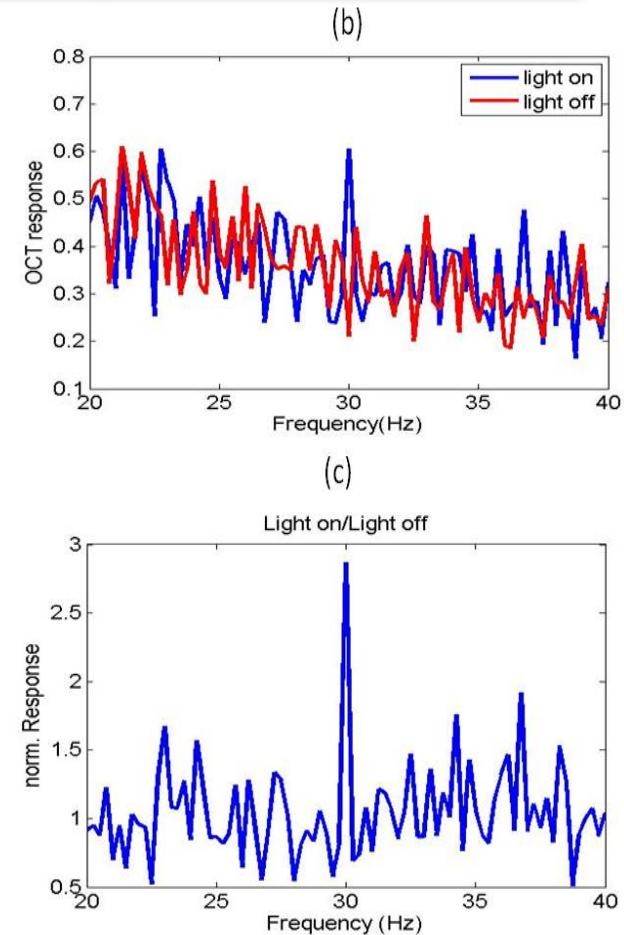 (b)
0.8
0.7
0.6
0.5
0.4
0.3
0.2
0.1
OCT response
light on
light off
20 25 30 35 40
Frequency(Hz)
(c)
Light on/Light off
3
2.5
2
1.5
1
0.5
norm. Response
20 25 30 35 40
Frequency (Hz)